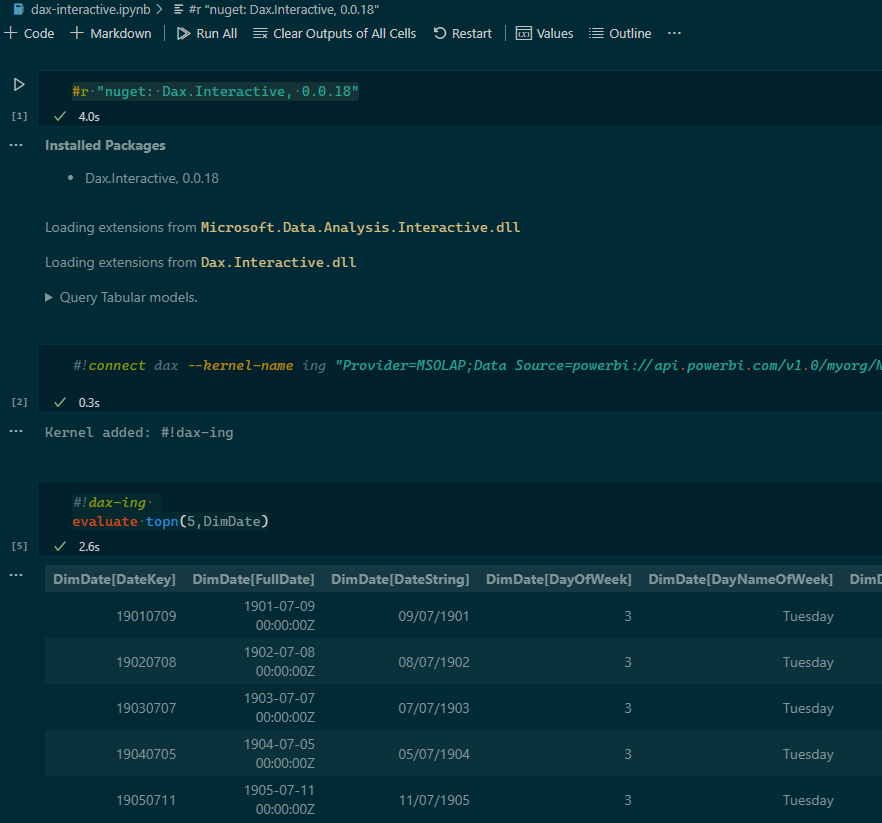 dax-interactive.ipynb > #r "nuget: Dax.Interactive, 0.0.18"
+ Code + Markdown | Run All Clear Outputs of All Cells Restart | Values Outline ...
#r "nuget: Dax.Interactive, 0.0.18"
[1] ✓ 4.0s
... Installed Packages
• Dax.Interactive, 0.0.18
Loading extensions from Microsoft.Data.Analysis.Interactive.dll
Loading extensions from Dax.Interactive.dll
▶ Query Tabular models.
#!connect dax --kernel-name ing "Provider=MSOLAP;Data Source=powerbi://api.powerbi.com/v1.0/myorg/
[2] ✓ 0.3s
... Kernel added: #!dax-ing
#!dax-ing
evaluate topn(5,DimDate)
[5] ✓ 2.6s
...
DimDate[DateKey] DimDate[FullDate] DimDate[DateString] DimDate[DayOfWeek] DimDate[DayNameOfWeek] DimD
19010709 1901-07-09 00:00:00Z 09/07/1901 3 Tuesday
19020708 1902-07-08 00:00:00Z 08/07/1902 3 Tuesday
19030707 1903-07-07 00:00:00Z 07/07/1903 3 Tuesday
19040705 1904-07-05 00:00:00Z 05/07/1904 3 Tuesday
19050711 1905-07-11 00:00:00Z 11/07/1905 3 Tuesday